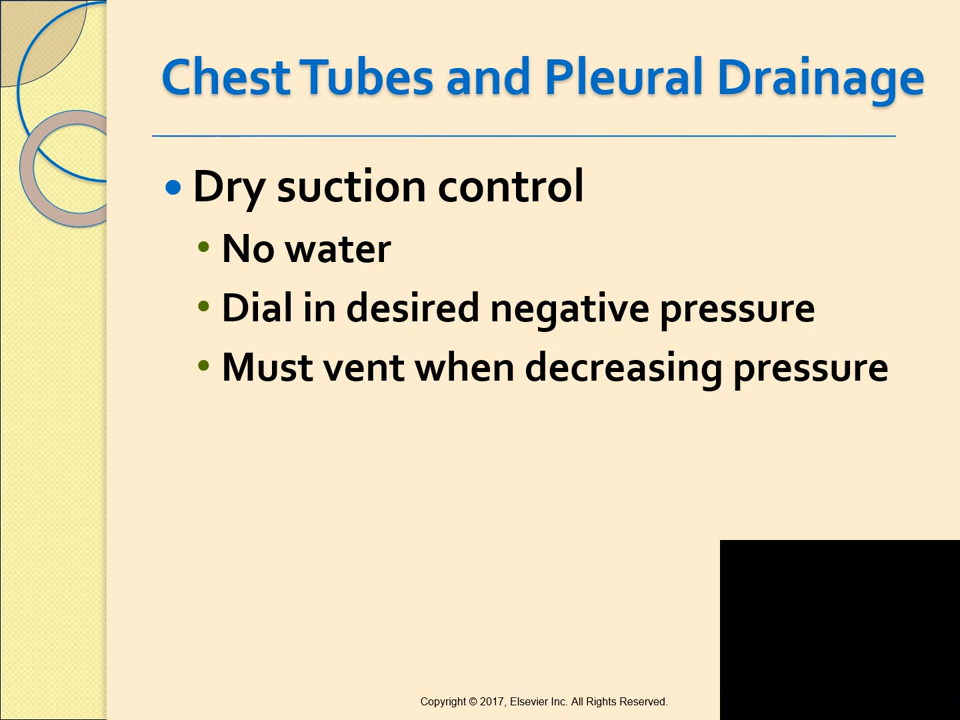 Chest Tubes and Pleural Drainage
• Dry suction control
• No water
• Dial in desired negative pressure
• Must vent when decreasing pressure
Copyright © 2017, Elsevier Inc. All Rights Reserved.